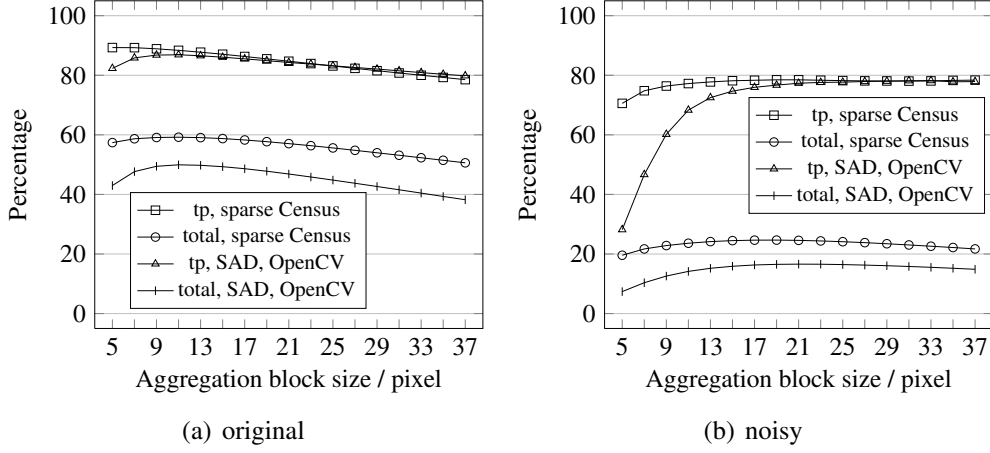 100
80
60
40
20
0
Percentage
tp, sparse Census
total, sparse Census
tp, SAD, OpenCV
total, SAD, OpenCV
5 9 13 17 21 25 29 33 37
Aggregation block size / pixel
(a) original
100
80
60
40
20
0
Percentage
tp, sparse Census
total, sparse Census
tp, SAD, OpenCV
total, SAD, OpenCV
5 9 13 17 21 25 29 33 37
Aggregation block size / pixel
(b) noisy